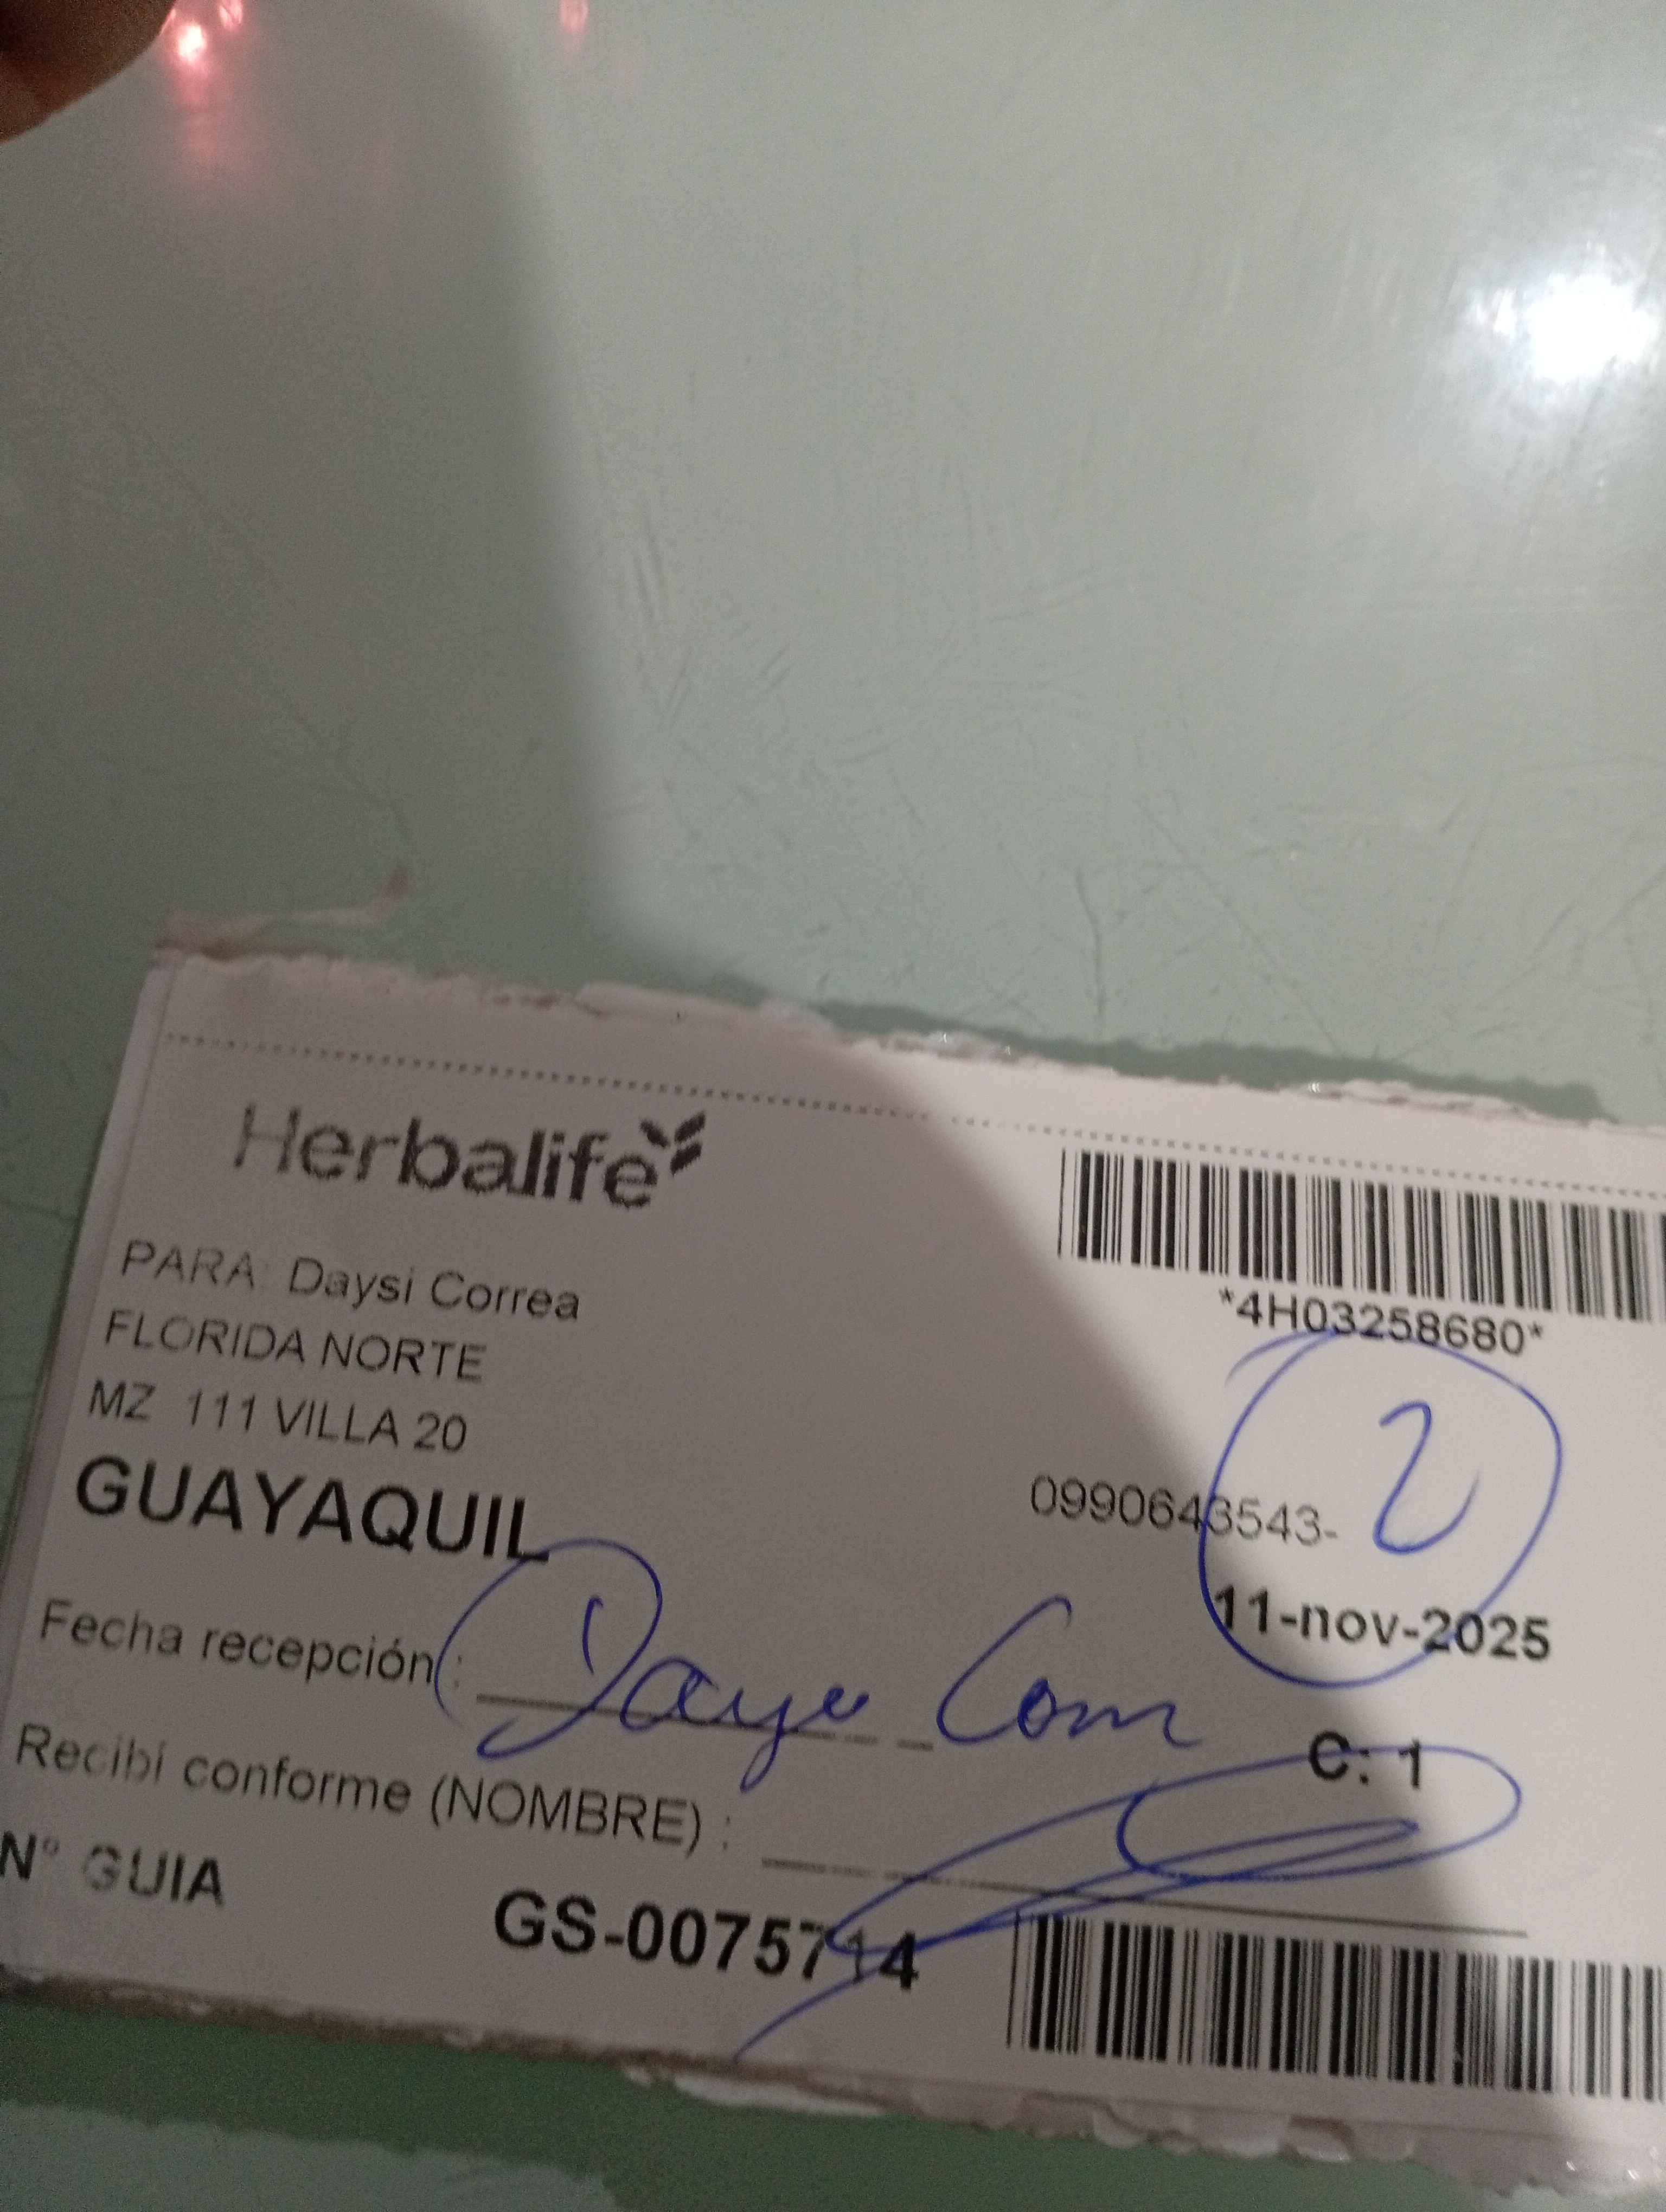 Herbalife
*4H03258680*
PARA: Daysi Correa
FLORIDA NORTE
MZ 111 VILLA 20
GUAYAQUIL
0990643543-
2
11-nov-2025
Fecha recepción :
C: 1
Recibi conforme (NOMBRE) :
N° GUIA
GS-0075714